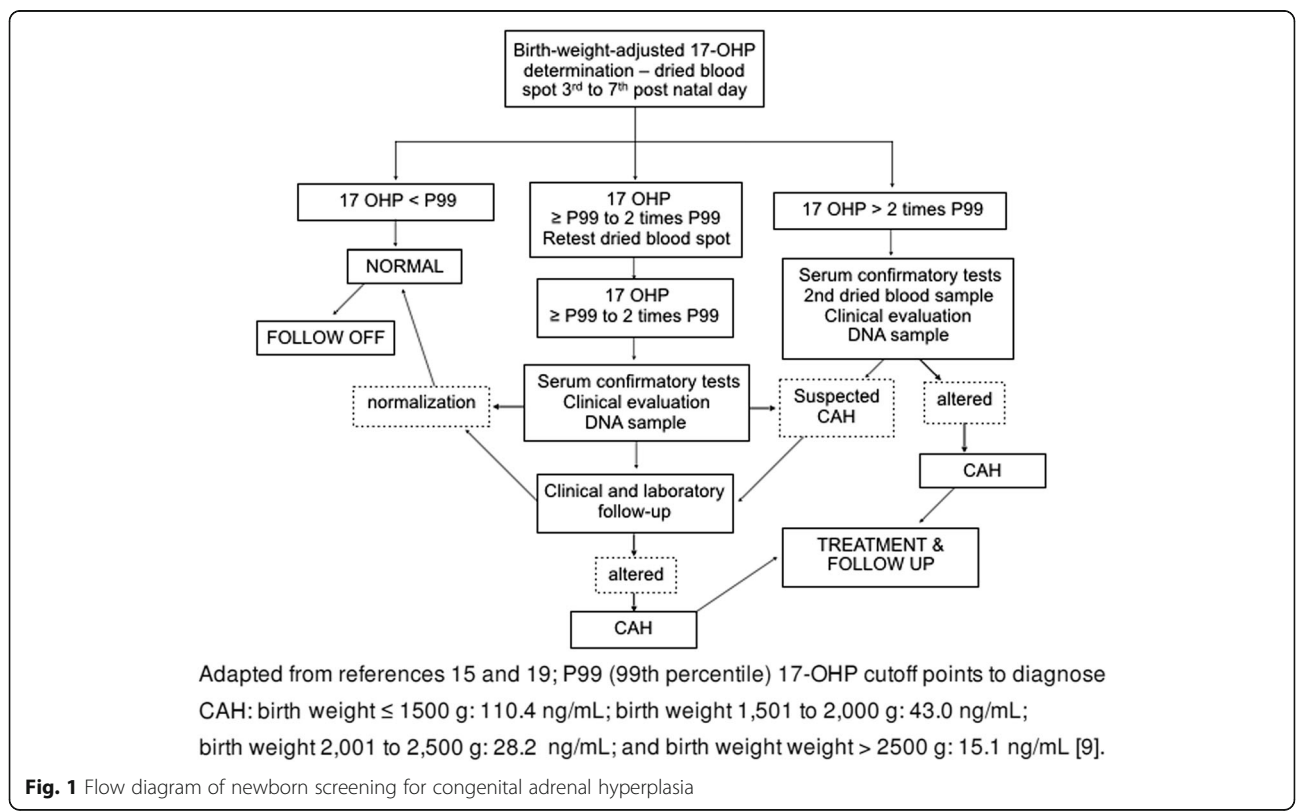 Birth-weight-adjusted 17-OHP
determination – dried blood
spot 3rd to 7th post natal day
17 OHP < P99
17 OHP
≥ P99 to 2 times P99
Retest dried blood spot
17 OHP > 2 times P99
NORMAL
17 OHP
≥ P99 to 2 times P99
Serum confirmatory tests
2nd dried blood sample
Clinical evaluation
DNA sample
FOLLOW OFF
normalization
Serum confirmatory tests
Clinical evaluation
DNA sample
Suspected
CAH
altered
CAH
Clinical and laboratory
follow-up
TREATMENT &
FOLLOW UP
altered
CAH
Adapted from references 15 and 19; P99 (99th percentile) 17-OHP cutoff points to diagnose
CAH: birth weight ≤ 1500 g: 110.4 ng/mL; birth weight 1,501 to 2,000 g: 43.0 ng/mL;
birth weight 2,001 to 2,500 g: 28.2 ng/mL; and birth weight weight > 2500 g: 15.1 ng/mL [9].
Fig. 1 Flow diagram of newborn screening for congenital adrenal hyperplasia